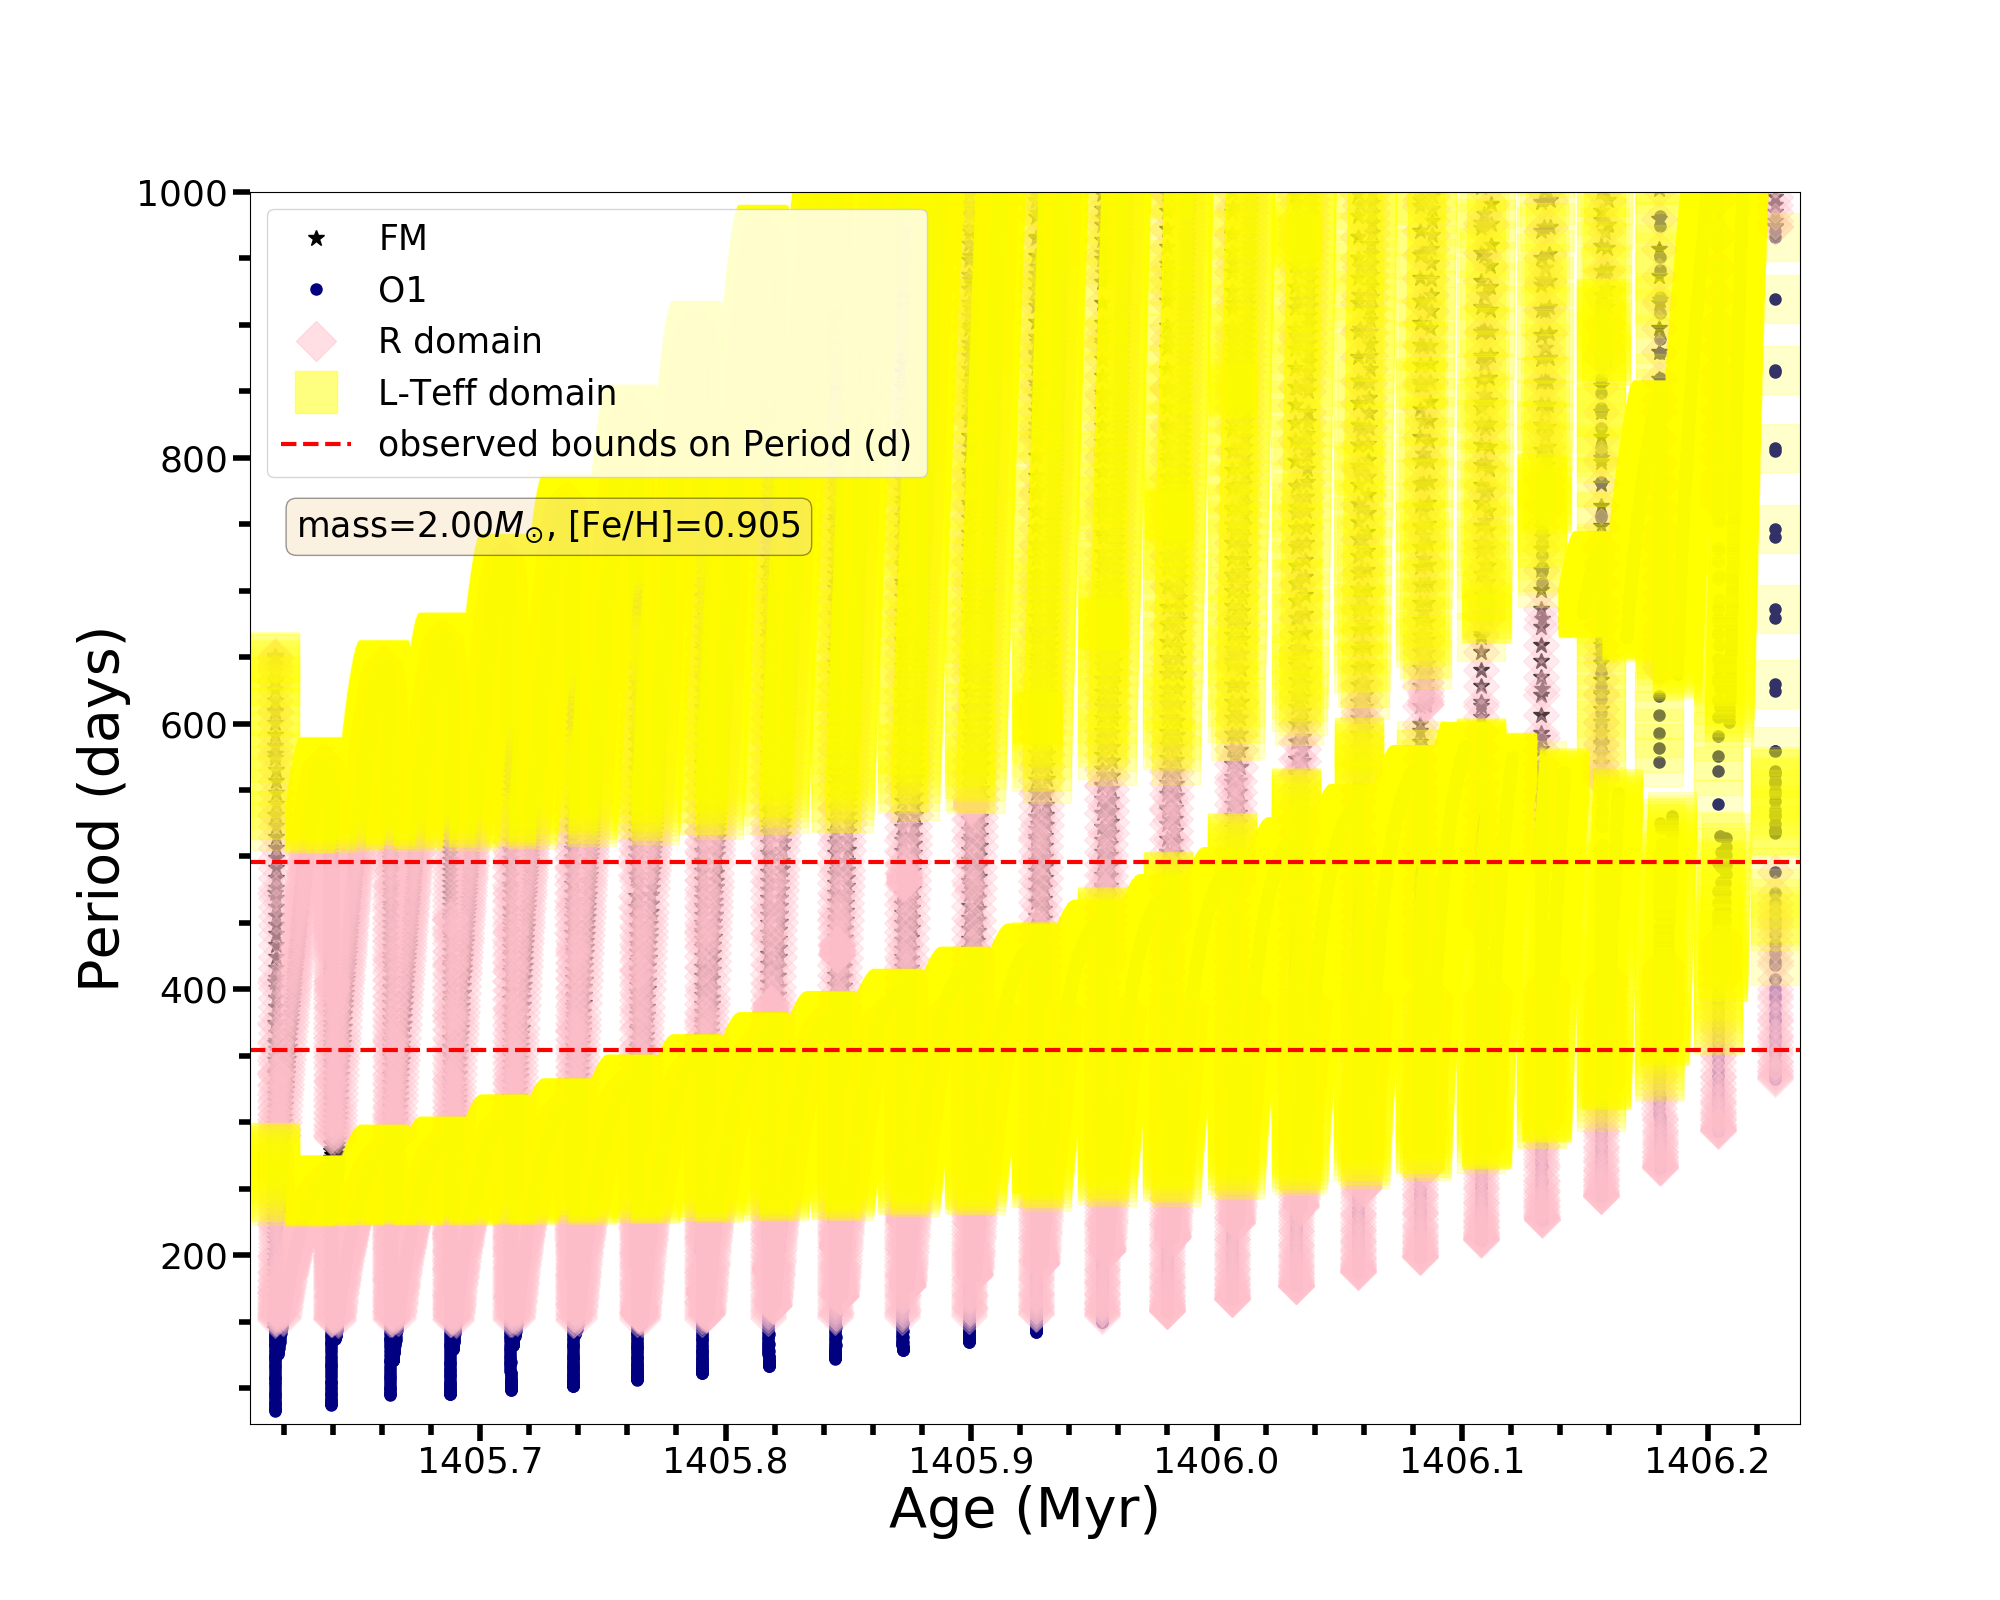 1000
800
600
400
200
Period (days)
FM
O1
R domain
L-Teff domain
observed bounds on Period (d)
mass=2.00M⊙, [Fe/H]=0.905
1405.7 1405.8 1405.9 1406.0 1406.1 1406.2
Age (Myr)